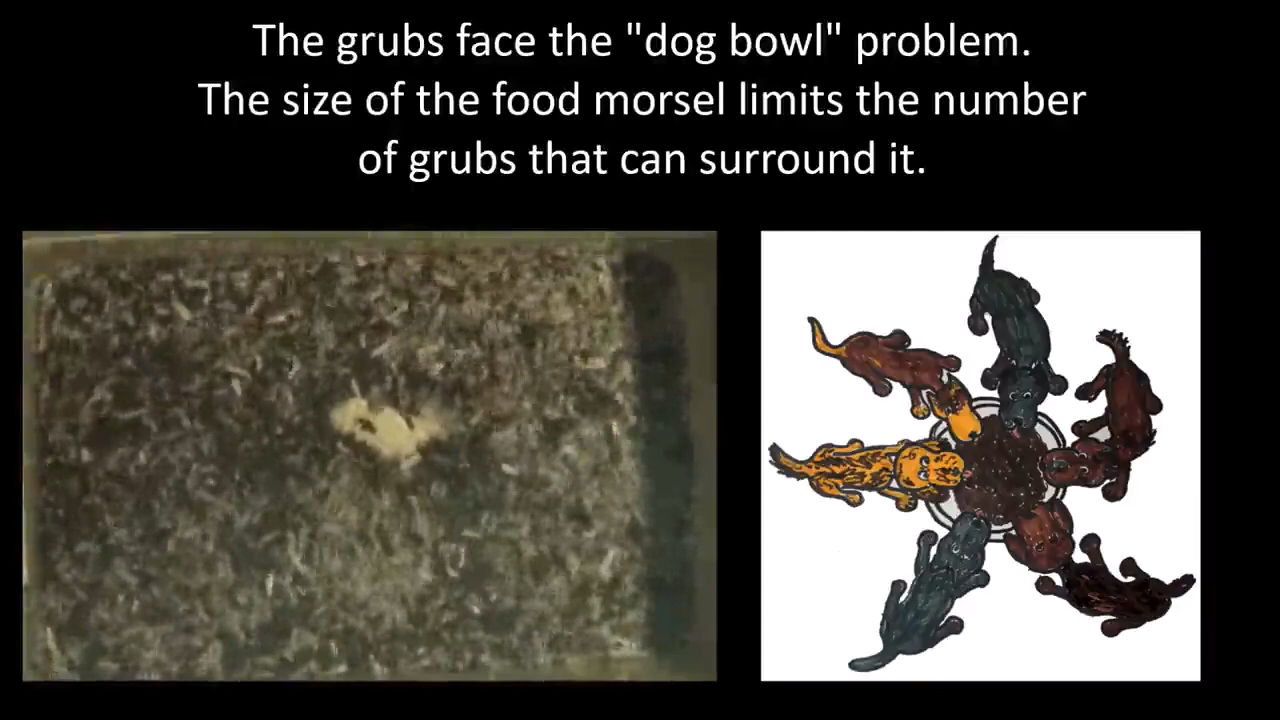 The grubs face the "dog bowl" problem.
The size of the food morsel limits the number
of grubs that can surround it.